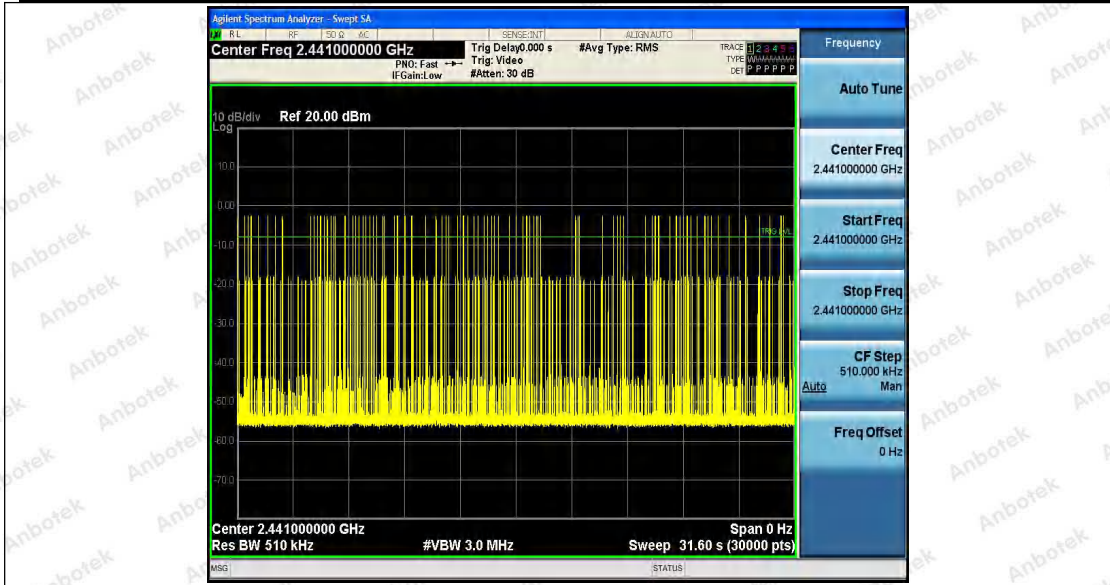 Agilent Spectrum Analyzer - Swept SA
RL RF 50 Ω AC SENSE:INT ALIGNAUTO
Center Freq 2.441000000 GHz
PNO: Fast
IFGain:Low
Trig Delay0.000 s
Trig: Video
#Atten: 30 dB
#Avg Type: RMS
TRACE 1 2 3 4 5 6
TYPE
DET P P P P P P
10 dB/div
Log
Ref 20.00 dBm
10.0
0.00
-10.0
-20.0
-30.0
-40.0
-50.0
-60.0
-70.0
TRIG LVL
Center 2.441000000 GHz
Span 0 Hz
Res BW 510 kHz
#VBW 3.0 MHz
Sweep 31.60 s (30000 pts)
MSG
STATUS
Frequency
Auto Tune
Center Freq
2.441000000 GHz
Start Freq
2.441000000 GHz
Stop Freq
2.441000000 GHz
CF Step
510.000 kHz
Auto Man
Freq Offset
0 Hz
Anbotek